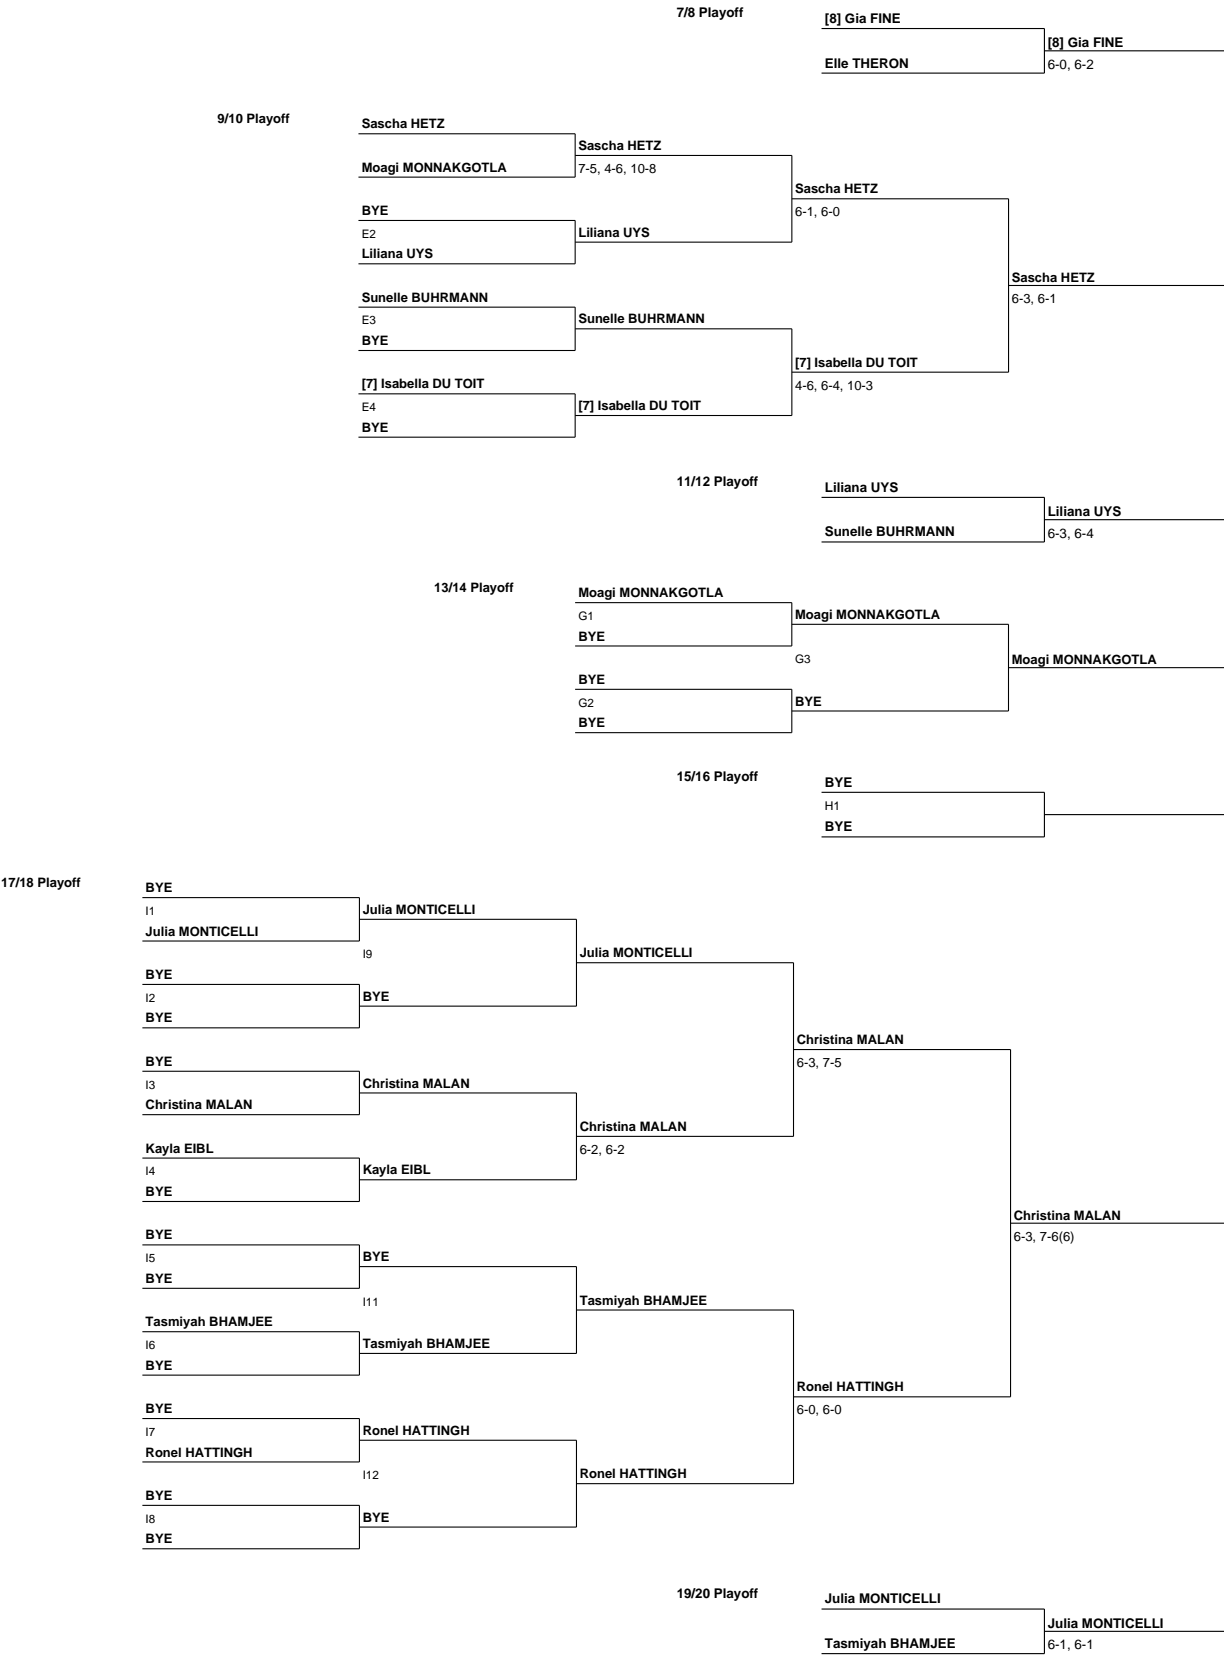 7/8 Playoff
[8] Gia FINE
[8] Gia FINE
Elle THERON
6-0, 6-2
9/10 Playoff
Sascha HETZ
Sascha HETZ
Moagi MONNAKGOTLA
7-5, 4-6, 10-8
Sascha HETZ
BYE
6-1, 6-0
E2
Liliana UYS
Liliana UYS
Sascha HETZ
Sunelle BUHRMANN
6-3, 6-1
E3
Sunelle BUHRMANN
BYE
[7] Isabella DU TOIT
[7] Isabella DU TOIT
4-6, 6-4, 10-3
E4
[7] Isabella DU TOIT
BYE
11/12 Playoff
Liliana UYS
Liliana UYS
Sunelle BUHRMANN
6-3, 6-4
13/14 Playoff
Moagi MONNAKGOTLA
G1
Moagi MONNAKGOTLA
BYE
G3
Moagi MONNAKGOTLA
BYE
G2
BYE
BYE
15/16 Playoff
BYE
H1
BYE
17/18 Playoff
BYE
I1
Julia MONTICELLI
Julia MONTICELLI
I9
Julia MONTICELLI
BYE
I2
BYE
BYE
Christina MALAN
BYE
6-3, 7-5
I3
Christina MALAN
Christina MALAN
Christina MALAN
Kayla EIBL
6-2, 6-2
I4
Kayla EIBL
BYE
Christina MALAN
BYE
6-3, 7-6(6)
I5
BYE
BYE
I11
Tasmiyah BHAMJEE
Tasmiyah BHAMJEE
I6
Tasmiyah BHAMJEE
BYE
Ronel HATTINGH
BYE
6-0, 6-0
I7
Ronel HATTINGH
Ronel HATTINGH
I12
Ronel HATTINGH
BYE
I8
BYE
BYE
19/20 Playoff
Julia MONTICELLI
Julia MONTICELLI
Tasmiyah BHAMJEE
6-1, 6-1